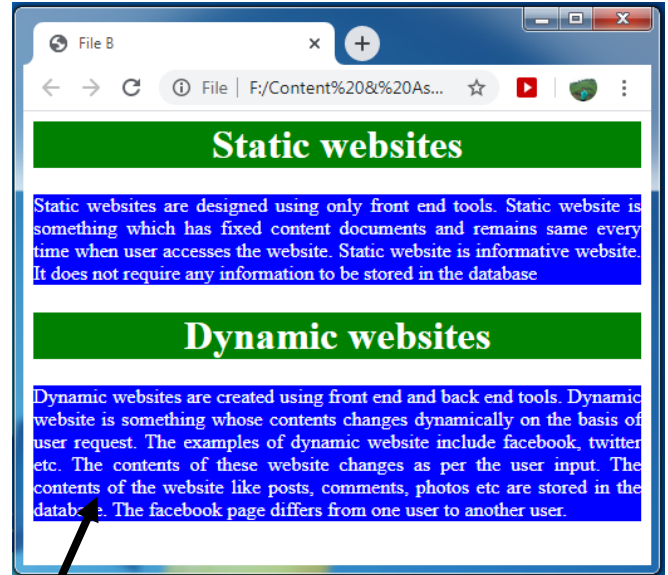 File B
File F:/Content%20&%20As...
Static websites
Static websites are designed using only front end tools. Static website is
something which has fixed content documents and remains same every
time when user accesses the website. Static website is informative website.
It does not require any information to be stored in the database
Dynamic websites
Dynamic websites are created using front end and back end tools. Dynamic
website is something whose contents changes dynamically on the basis of
user request. The examples of dynamic website include facebook, twitter
etc. The contents of these website changes as per the user input. The
contents of the website like posts, comments, photos etc are stored in the
database. The facebook page differs from one user to another user.